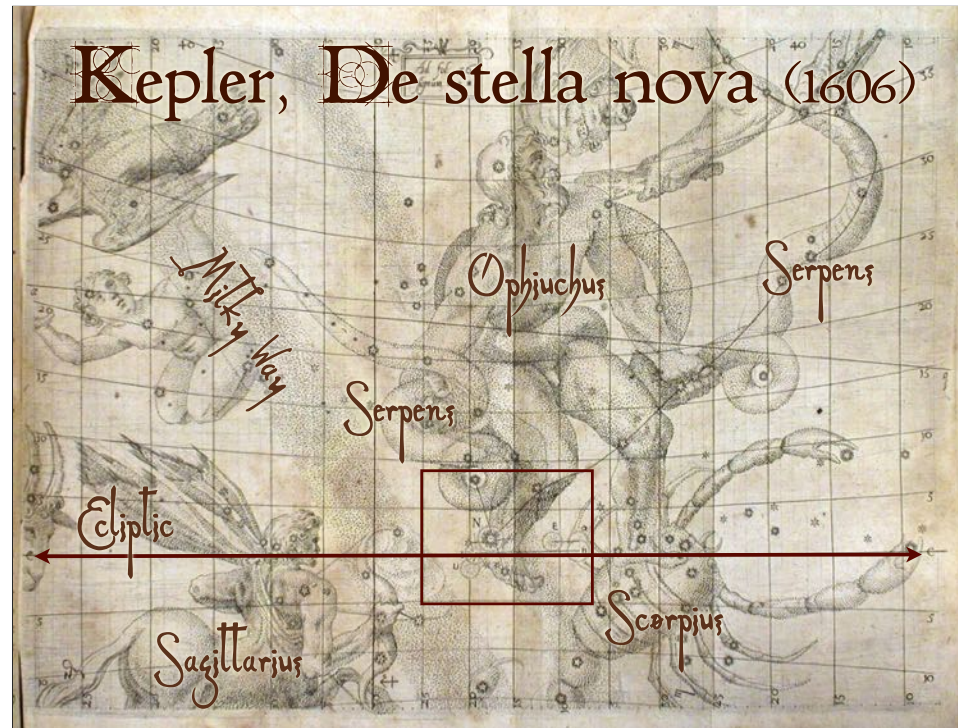 Kepler, De stella nova (1606)
Milky Way
Ophiuchus
Serpens
Serpens
Ecliptic
N
Scorpius
Sagittarius